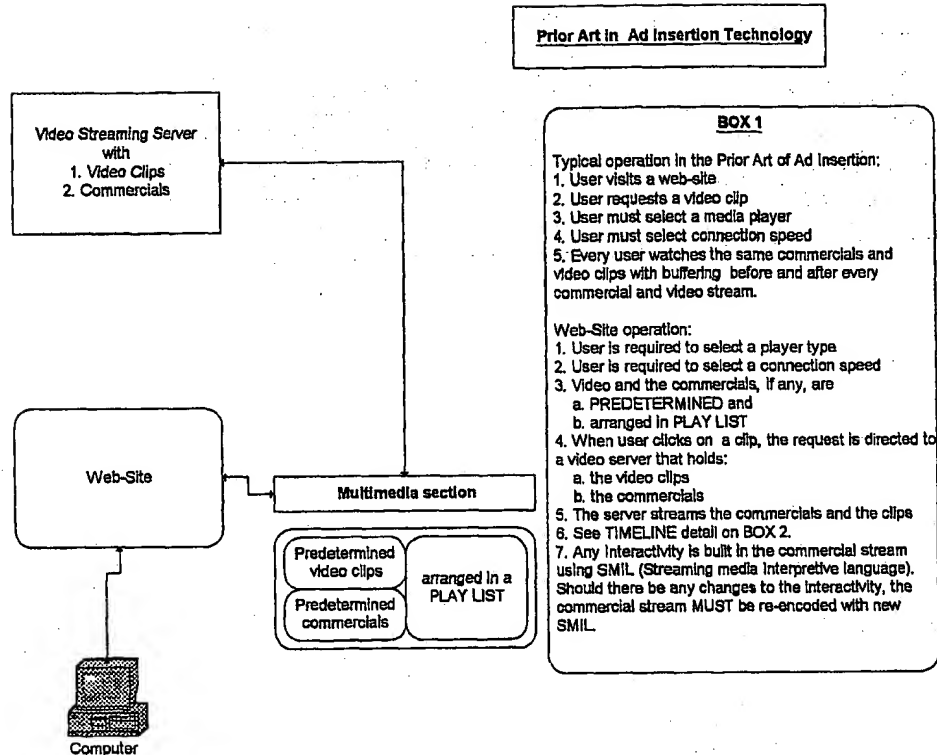 Prior Art in Ad Insertion Technology
Video Streaming Server
with
1. Video Clips
2. Commercials
Web-Site
Multimedia section
Predetermined
video clips
Predetermined
commercials
arranged in a
PLAY LIST
Computer
BOX 1
Typical operation in the Prior Art of Ad Insertion:
1. User visits a web-site
2. User requests a video clip
3. User must select a media player
4. User must select connection speed
5. Every user watches the same commercials and
video clips with buffering before and after every
commercial and video stream.
Web-Site operation:
1. User is required to select a player type
2. User is required to select a connection speed
3. Video and the commercials, if any, are
a. PREDETERMINED and
b. arranged in PLAY LIST
4. When user clicks on a clip, the request is directed to
a video server that holds:
a. the video clips
b. the commercials
5. The server streams the commercials and the clips
6. See TIMELINE detail on BOX 2.
7. Any Interactivity is built in the commercial stream
using SMIL (Streaming media Interpretive language).
Should there be any changes to the interactivity, the
commercial stream MUST be re-encoded with new
SMIL.